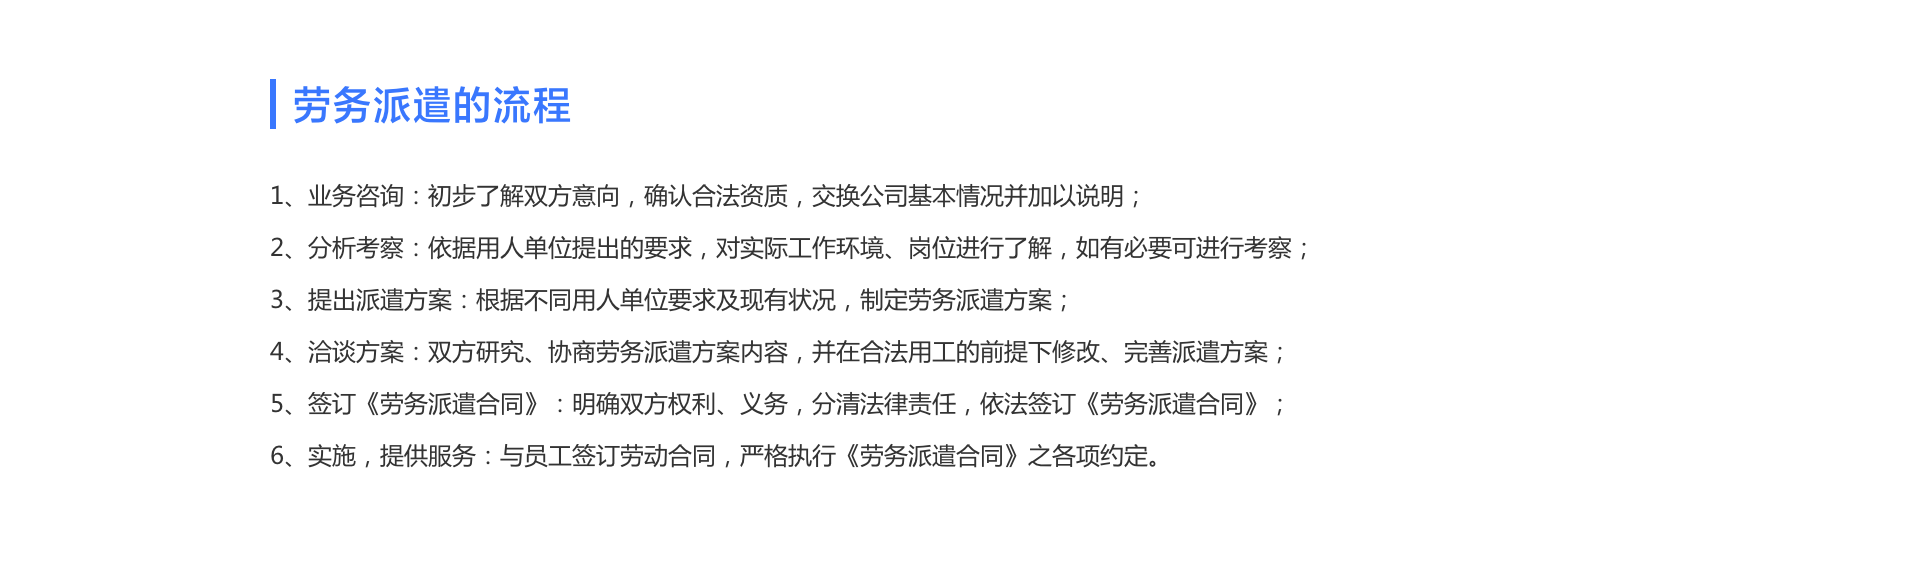 劳务派遣的流程
1、业务咨询：初步了解双方意向，确认合法资质，交换公司基本情况并加以说明；
2、分析考察：依据用人单位提出的要求，对实际工作环境、岗位进行了解，如有必要可进行考察；
3、提出派遣方案：根据不同用人单位要求及现有状况，制定劳务派遣方案；
4、洽谈方案：双方研究、协商劳务派遣方案内容，并在合法用工的前提下修改、完善派遣方案；
5、签订《劳务派遣合同》：明确双方权利、义务，分清法律责任，依法签订《劳务派遣合同》；
6、实施，提供服务：与员工签订劳动合同，严格执行《劳务派遣合同》之各项约定。